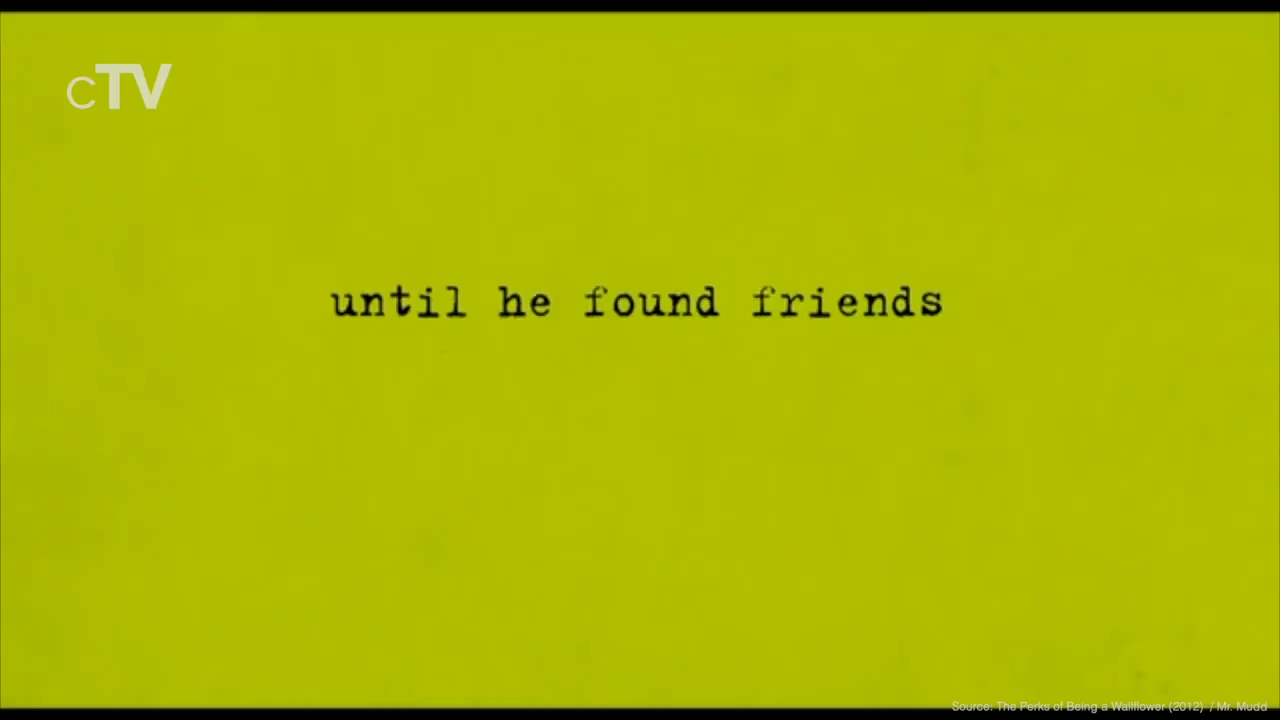 cTV
until he found friends
Source: The Perks of Being a Wallflower (2012) / Mr. Mudd